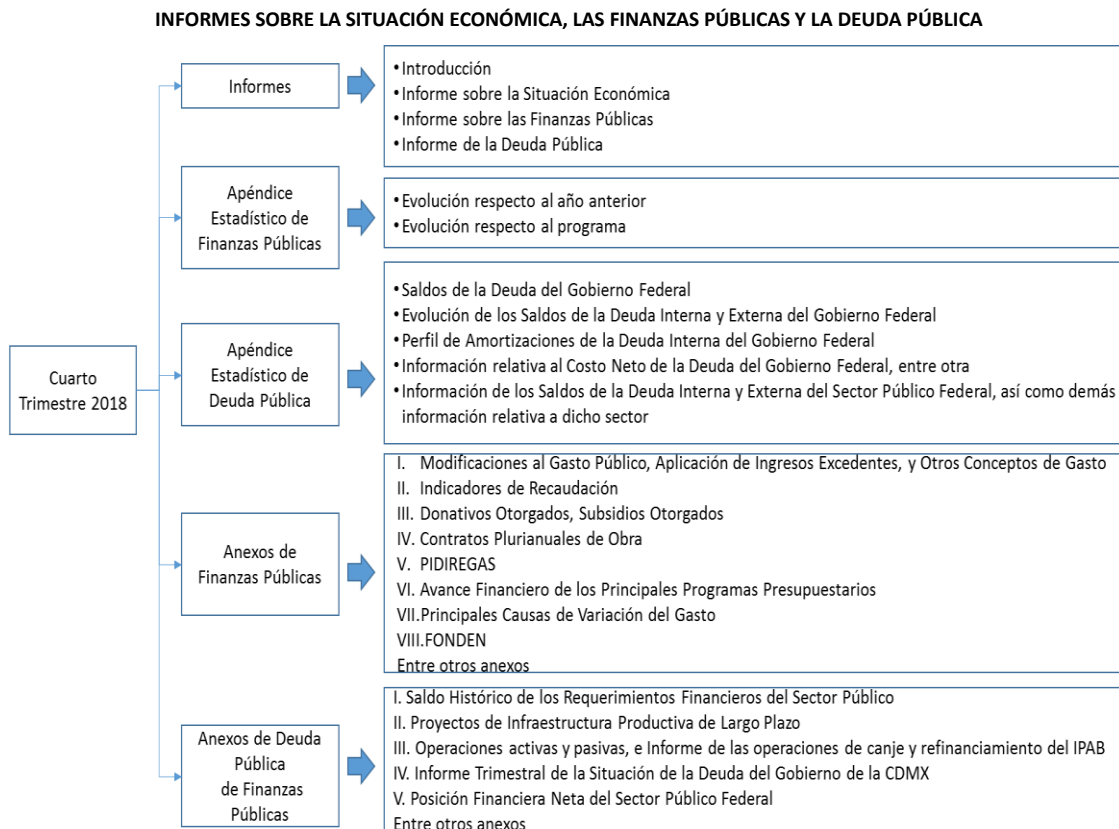 INFORMES SOBRE LA SITUACIÓN ECONÓMICA, LAS FINANZAS PÚBLICAS Y LA DEUDA PÚBLICA
Cuarto
Trimestre 2018
Informes
•Introducción
•Informe sobre la Situación Económica
•Informe sobre las Finanzas Públicas
•Informe de la Deuda Pública
Apéndice
Estadístico de
Finanzas Públicas
•Evolución respecto al año anterior
•Evolución respecto al programa
Apéndice
Estadístico de
Deuda Pública
•Saldos de la Deuda del Gobierno Federal
•Evolución de los Saldos de la Deuda Interna y Externa del Gobierno Federal
•Perfil de Amortizaciones de la Deuda Interna del Gobierno Federal
•Información relativa al Costo Neto de la Deuda del Gobierno Federal, entre otra
•Información de los Saldos de la Deuda Interna y Externa del Sector Público Federal, así como demás
información relativa a dicho sector
Anexos de
Finanzas Públicas
I. Modificaciones al Gasto Público, Aplicación de Ingresos Excedentes, y Otros Conceptos de Gasto
II. Indicadores de Recaudación
III. Donativos Otorgados, Subsidios Otorgados
IV. Contratos Plurianuales de Obra
V. PIDIREGAS
VI. Avance Financiero de los Principales Programas Presupuestarios
VII.Principales Causas de Variación del Gasto
VIII.FONDEN
Entre otros anexos
Anexos de Deuda
Pública
de Finanzas
Públicas
I. Saldo Histórico de los Requerimientos Financieros del Sector Público
II. Proyectos de Infraestructura Productiva de Largo Plazo
III. Operaciones activas y pasivas, e Informe de las operaciones de canje y refinanciamiento del IPAB
IV. Informe Trimestral de la Situación de la Deuda del Gobierno de la CDMX
V. Posición Financiera Neta del Sector Público Federal
Entre otros anexos